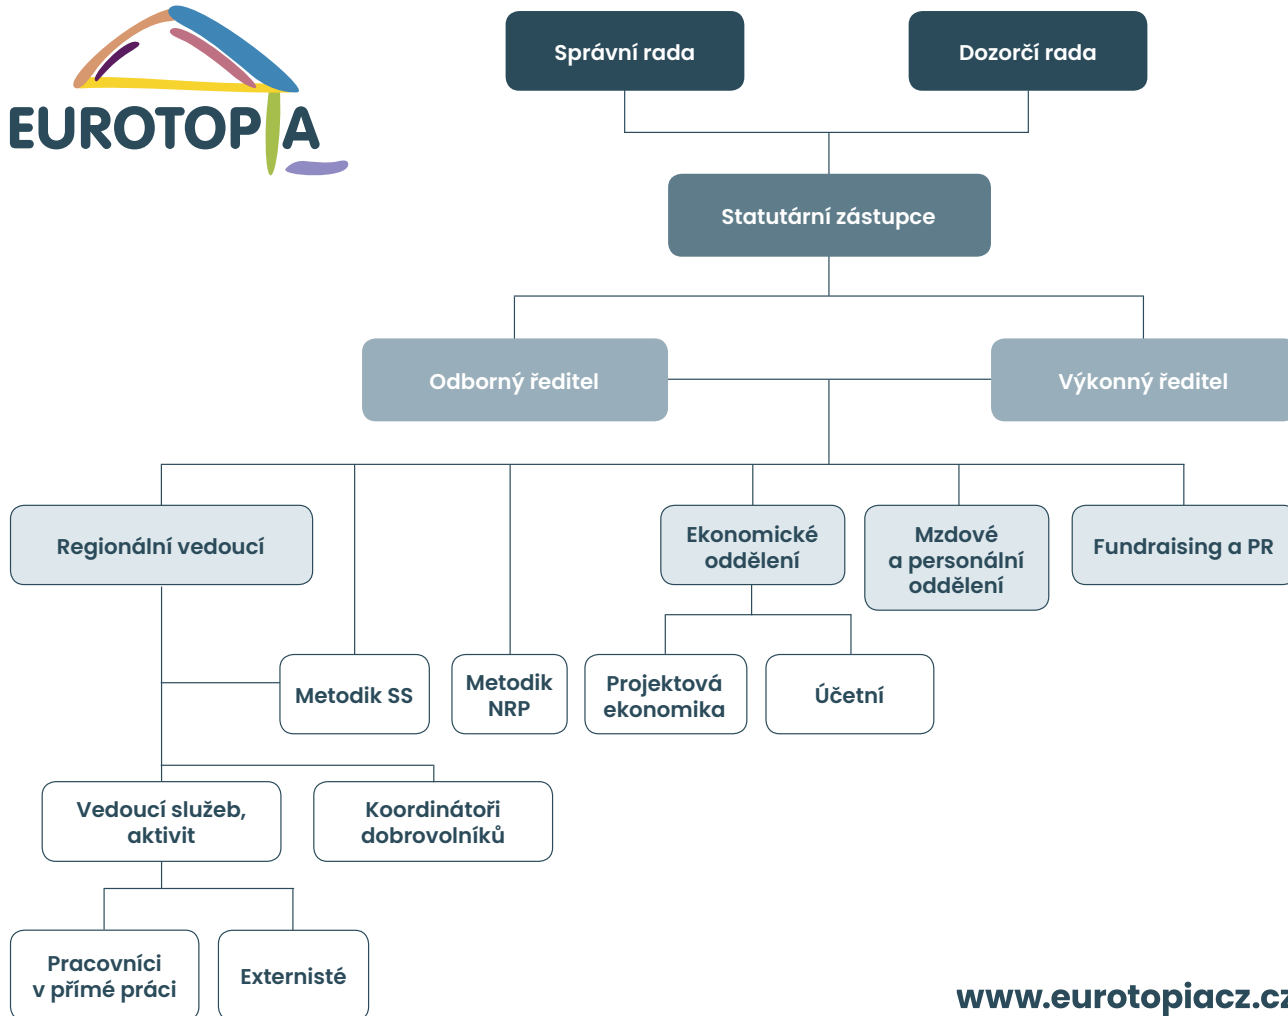 EUROTOPIA
Správní rada
Dozorčí rada
Statutární zástupce
Odborný ředitel
Výkonný ředitel
Regionální vedoucí
Ekonomické
oddělení
Mzdové
a personální
oddělení
Fundraising a PR
Metodik SS
Metodik
NRP
Projektová
ekonomika
Účetní
Vedoucí služeb,
aktivit
Koordinátoři
dobrovolníků
Pracovníci
v přímé práci
Externisté
www.eurotopiacz.cz